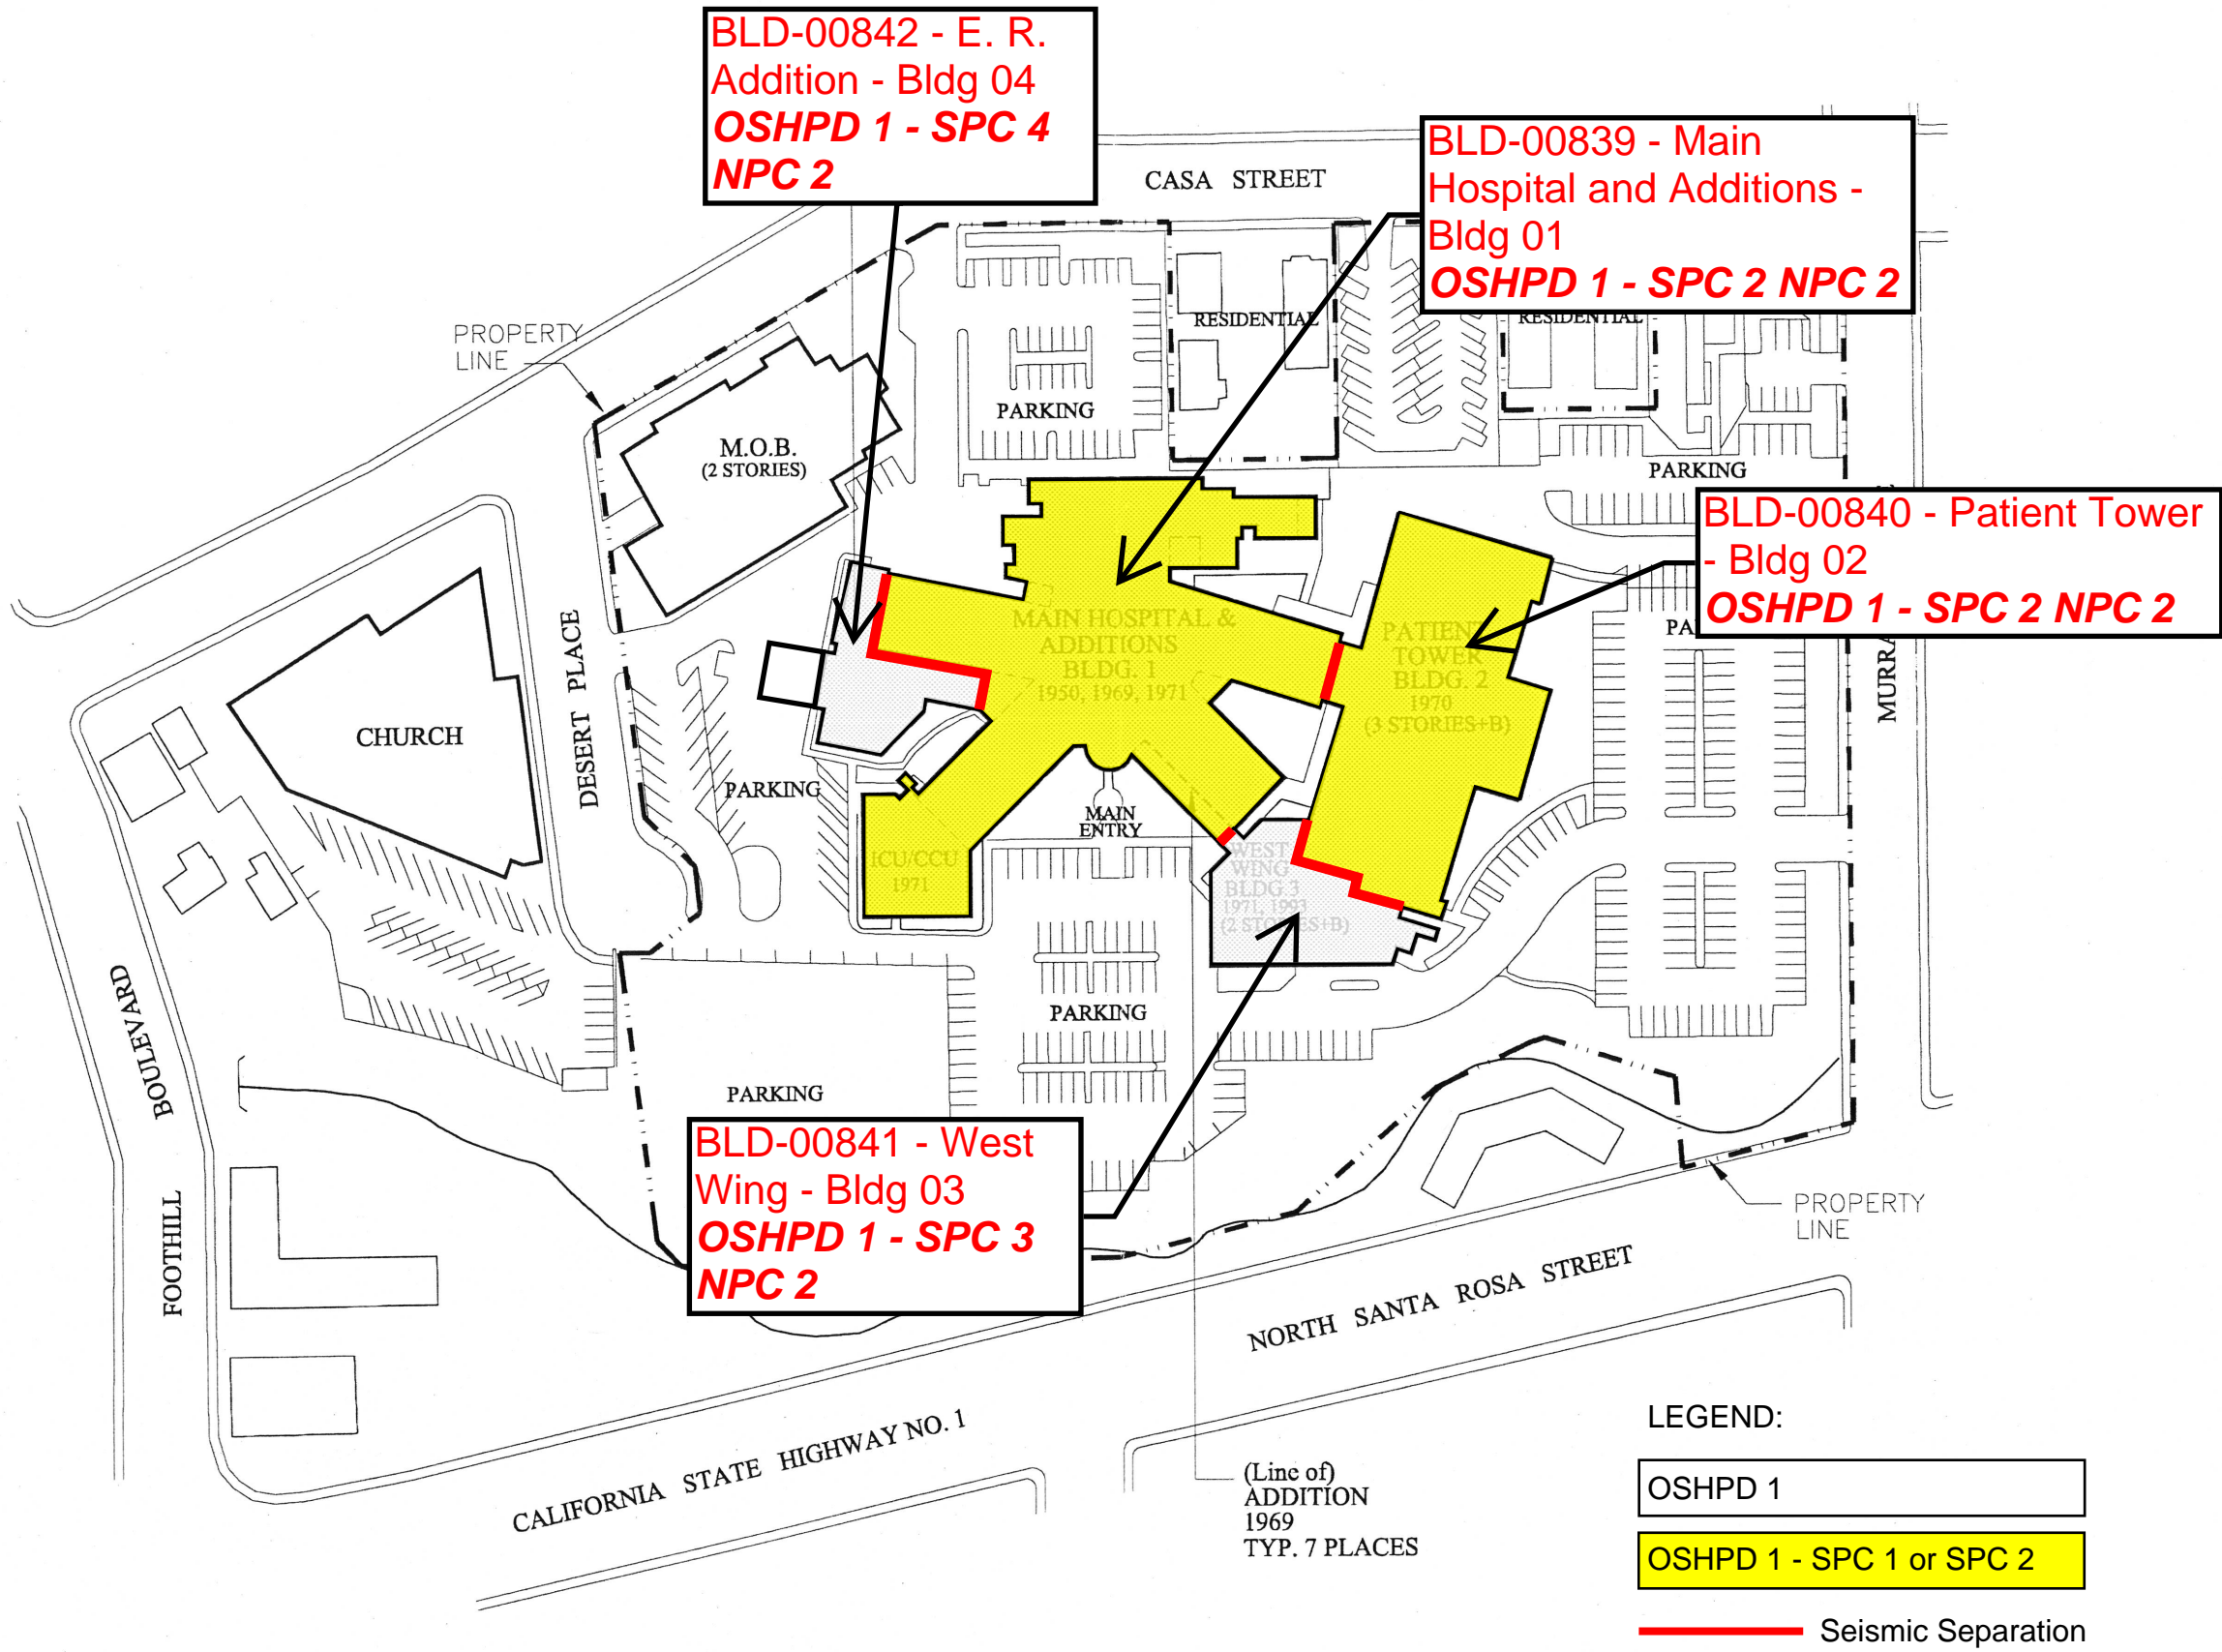 BLD-00842 - E. R.
Addition - Bldg 04
OSHPD 1 - SPC 4
NPC 2
BLD-00839 - Main
Hospital and Additions -
Bldg 01
OSHPD 1 - SPC 2 NPC 2
CASA STREET
PROPERTY
LINE
RESIDENTIAL
RESIDENTIAL
PARKING
M.O.B.
(2 STORIES)
PARKING
BLD-00840 - Patient Tower
- Bldg 02
OSHPD 1 - SPC 2 NPC 2
MAIN HOSPITAL &
ADDITIONS
BLDG. 1
1950, 1969, 1971
PATIENT
TOWER
BLDG. 2
1970
(3 STORIES+B)
PA
MURRA
CHURCH
DESERT PLACE
PARKING
MAIN
ENTRY
ICU/CCU
1971
WEST
WING
BLDG 3
1971, 1993
(2 STORIES+B)
PARKING
PARKING
FOOTHILL BOULEVARD
BLD-00841 - West
Wing - Bldg 03
OSHPD 1 - SPC 3
NPC 2
PROPERTY
LINE
NORTH SANTA ROSA STREET
CALIFORNIA STATE HIGHWAY NO. 1
(Line of)
ADDITION
1969
TYP. 7 PLACES
LEGEND:
OSHPD 1
OSHPD 1 - SPC 1 or SPC 2
Seismic Separation